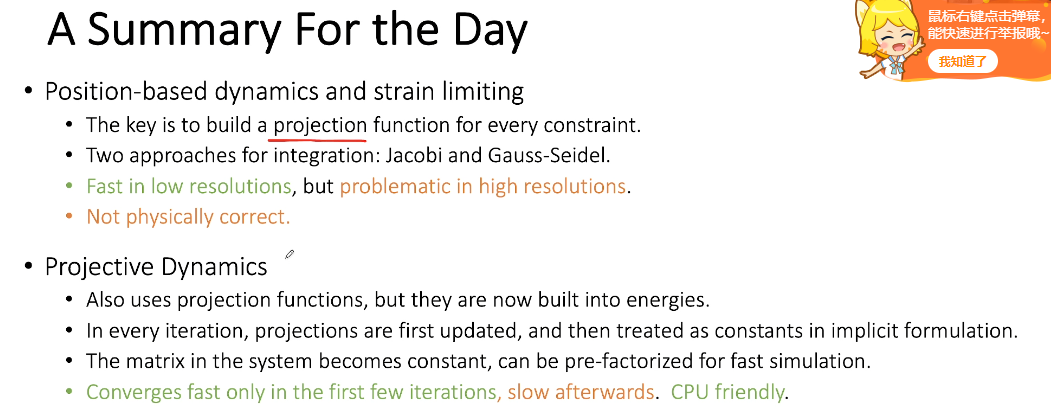 A Summary For the Day
鼠标右键点击弹幕，
能快速进行举报哦~
我知道了
• Position-based dynamics and strain limiting
• The key is to build a projection function for every constraint.
• Two approaches for integration: Jacobi and Gauss-Seidel.
• Fast in low resolutions, but problematic in high resolutions.
• Not physically correct.
• Projective Dynamics
• Also uses projection functions, but they are now built into energies.
• In every iteration, projections are first updated, and then treated as constants in implicit formulation.
• The matrix in the system becomes constant, can be pre-factorized for fast simulation.
• Converges fast only in the first few iterations, slow afterwards. CPU friendly.